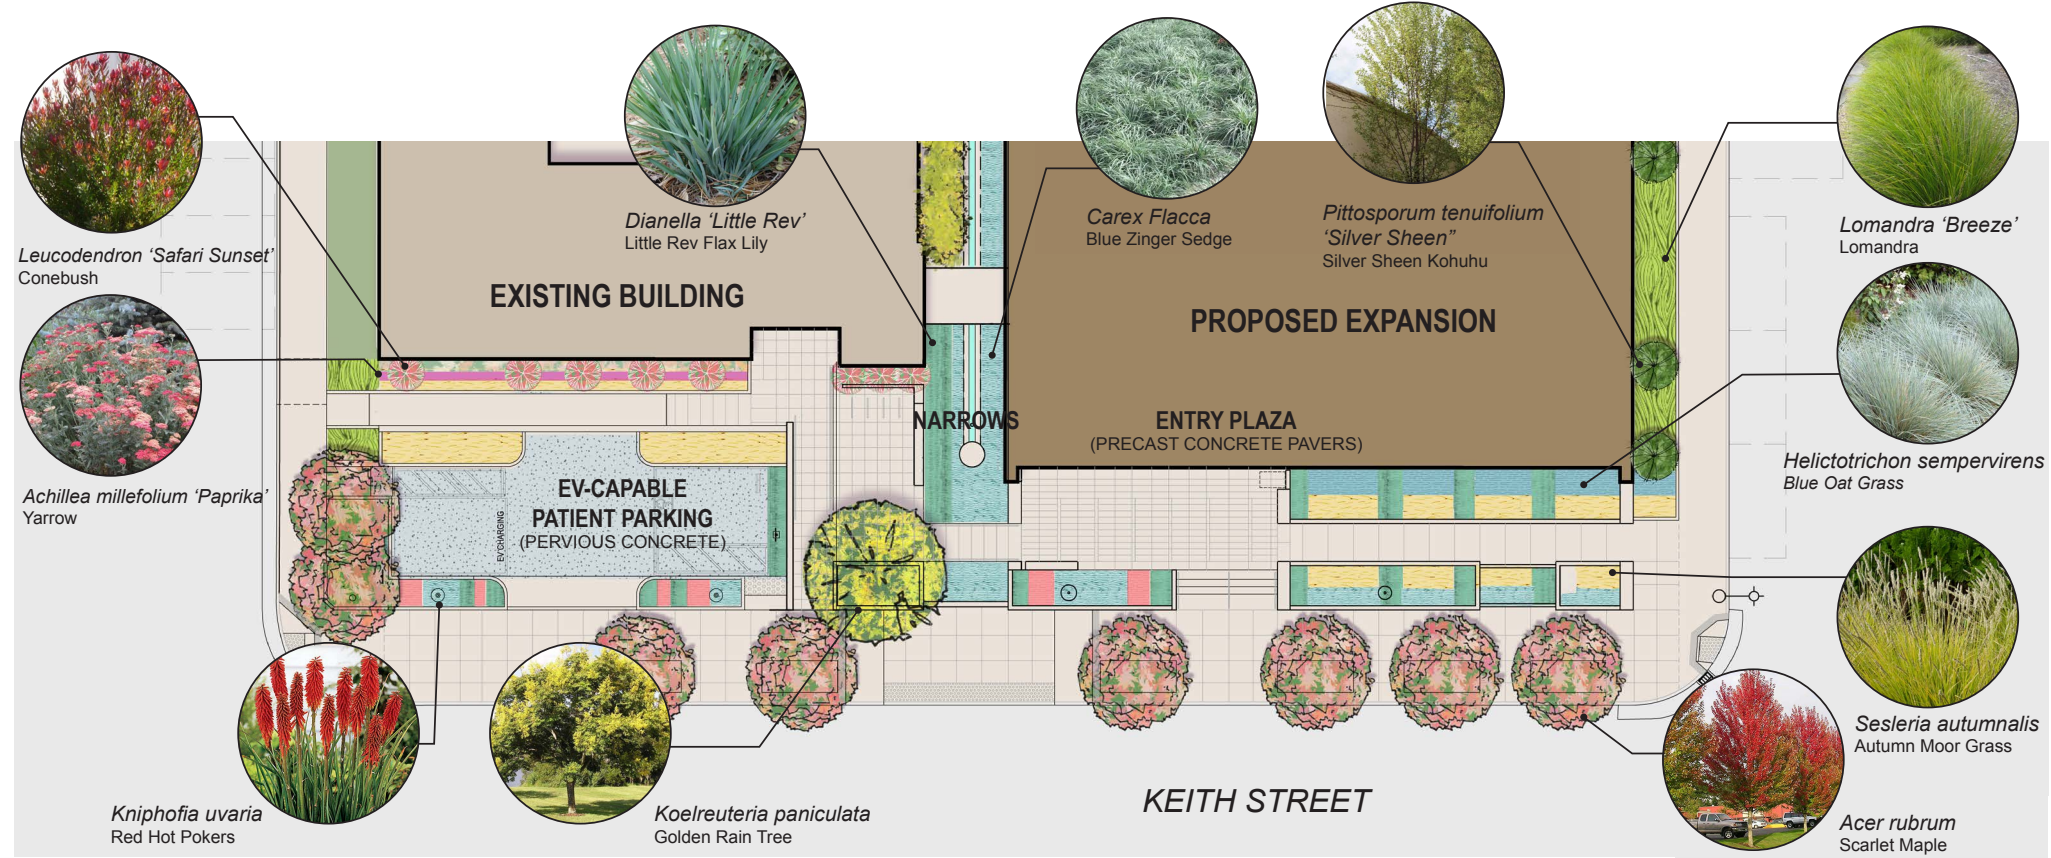 Leucodendron ‘Safari Sunset’
Conebush
Achillea millefolium ‘Paprika’
Yarrow
Dianella ‘Little Rev’
Little Rev Flax Lily
Carex Flacca
Blue Zinger Sedge
Pittosporum tenuifolium
‘Silver Sheen”
Silver Sheen Kohuhu
Lomandra ‘Breeze’
Lomandra
Helictotrichon sempervirens
Blue Oat Grass
Sesleria autumnalis
Autumn Moor Grass
EXISTING BUILDING
PROPOSED EXPANSION
NARROWS
ENTRY PLAZA
(PRECAST CONCRETE PAVERS)
EV-CAPABLE
PATIENT PARKING
(PERVIOUS CONCRETE)
EV CHARGING
Kniphofia uvaria
Red Hot Pokers
Koelreuteria paniculata
Golden Rain Tree
KEITH STREET
Acer rubrum
Scarlet Maple